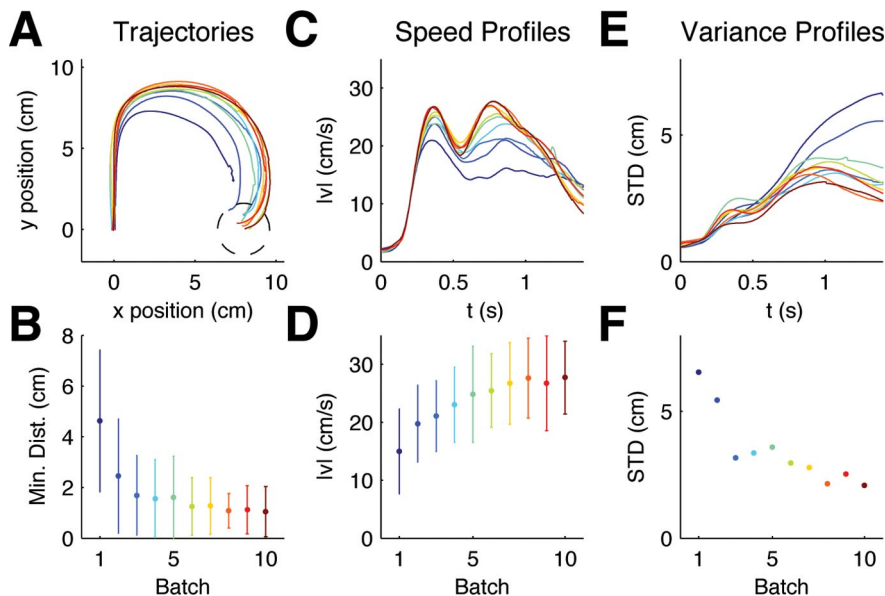 A Trajectories C Speed Profiles E Variance Profiles
10
5
0
y position (cm)
0 5 10
x position (cm)
30
20
10
0
|v| (cm/s)
0 0.5 1
t (s)
5
0
STD (cm)
0 0.5 1
t (s)
B D F
8
6
4
2
0
Min. Dist. (cm)
1 5 10
Batch
30
20
10
0
|v| (cm/s)
1 5 10
Batch
5
0
STD (cm)
1 5 10
Batch